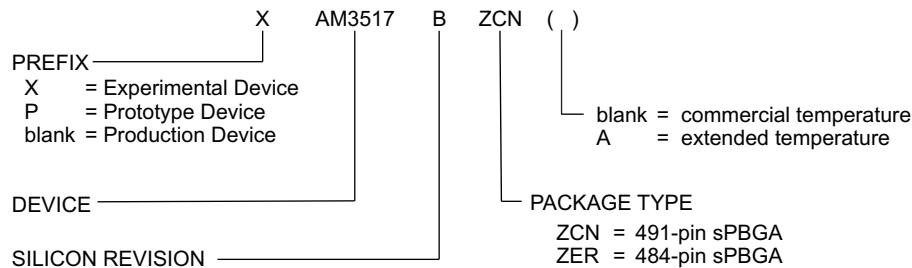 X AM3517 B ZCN ( )
PREFIX
X = Experimental Device
P = Prototype Device
blank = Production Device
blank = commercial temperature
A = extended temperature
DEVICE
PACKAGE TYPE
ZCN = 491-pin sPBGA
ZER = 484-pin sPBGA
SILICON REVISION